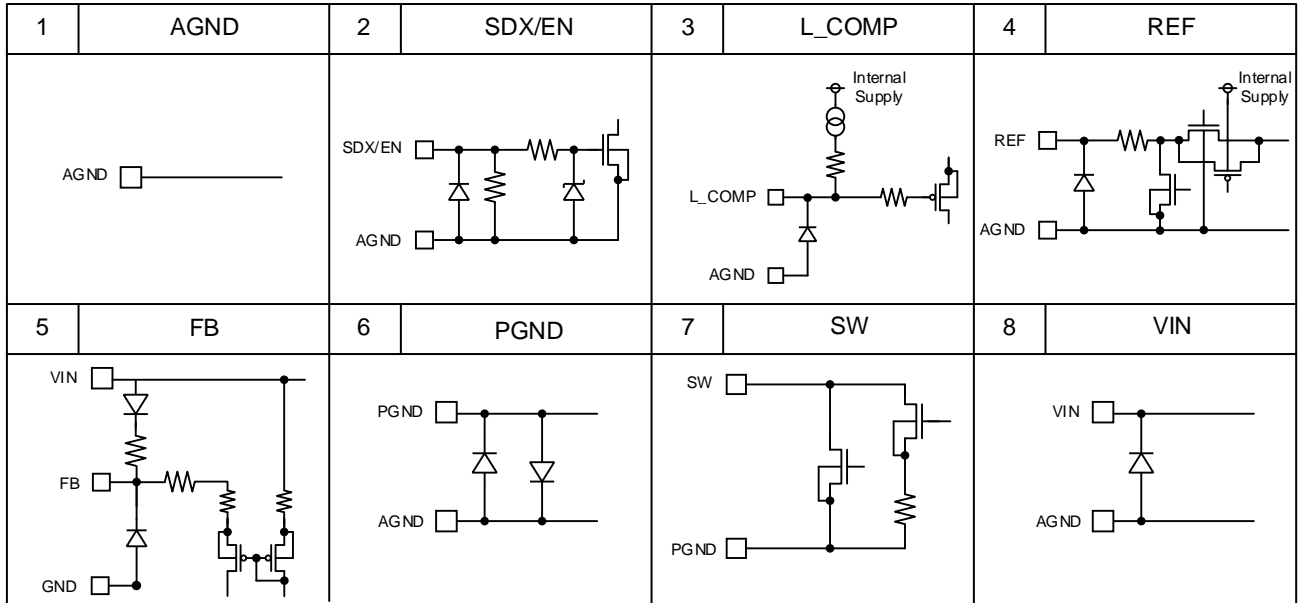 1 AGND 2 SDX/EN 3 L_COMP 4 REF
AGND
SDX/EN
AGND
Internal
Supply
L_COMP
AGND
Internal
Supply
REF
AGND
5 FB 6 PGND 7 SW 8 VIN
VIN
FB
GND
PGND
AGND
SW
PGND
VIN
AGND